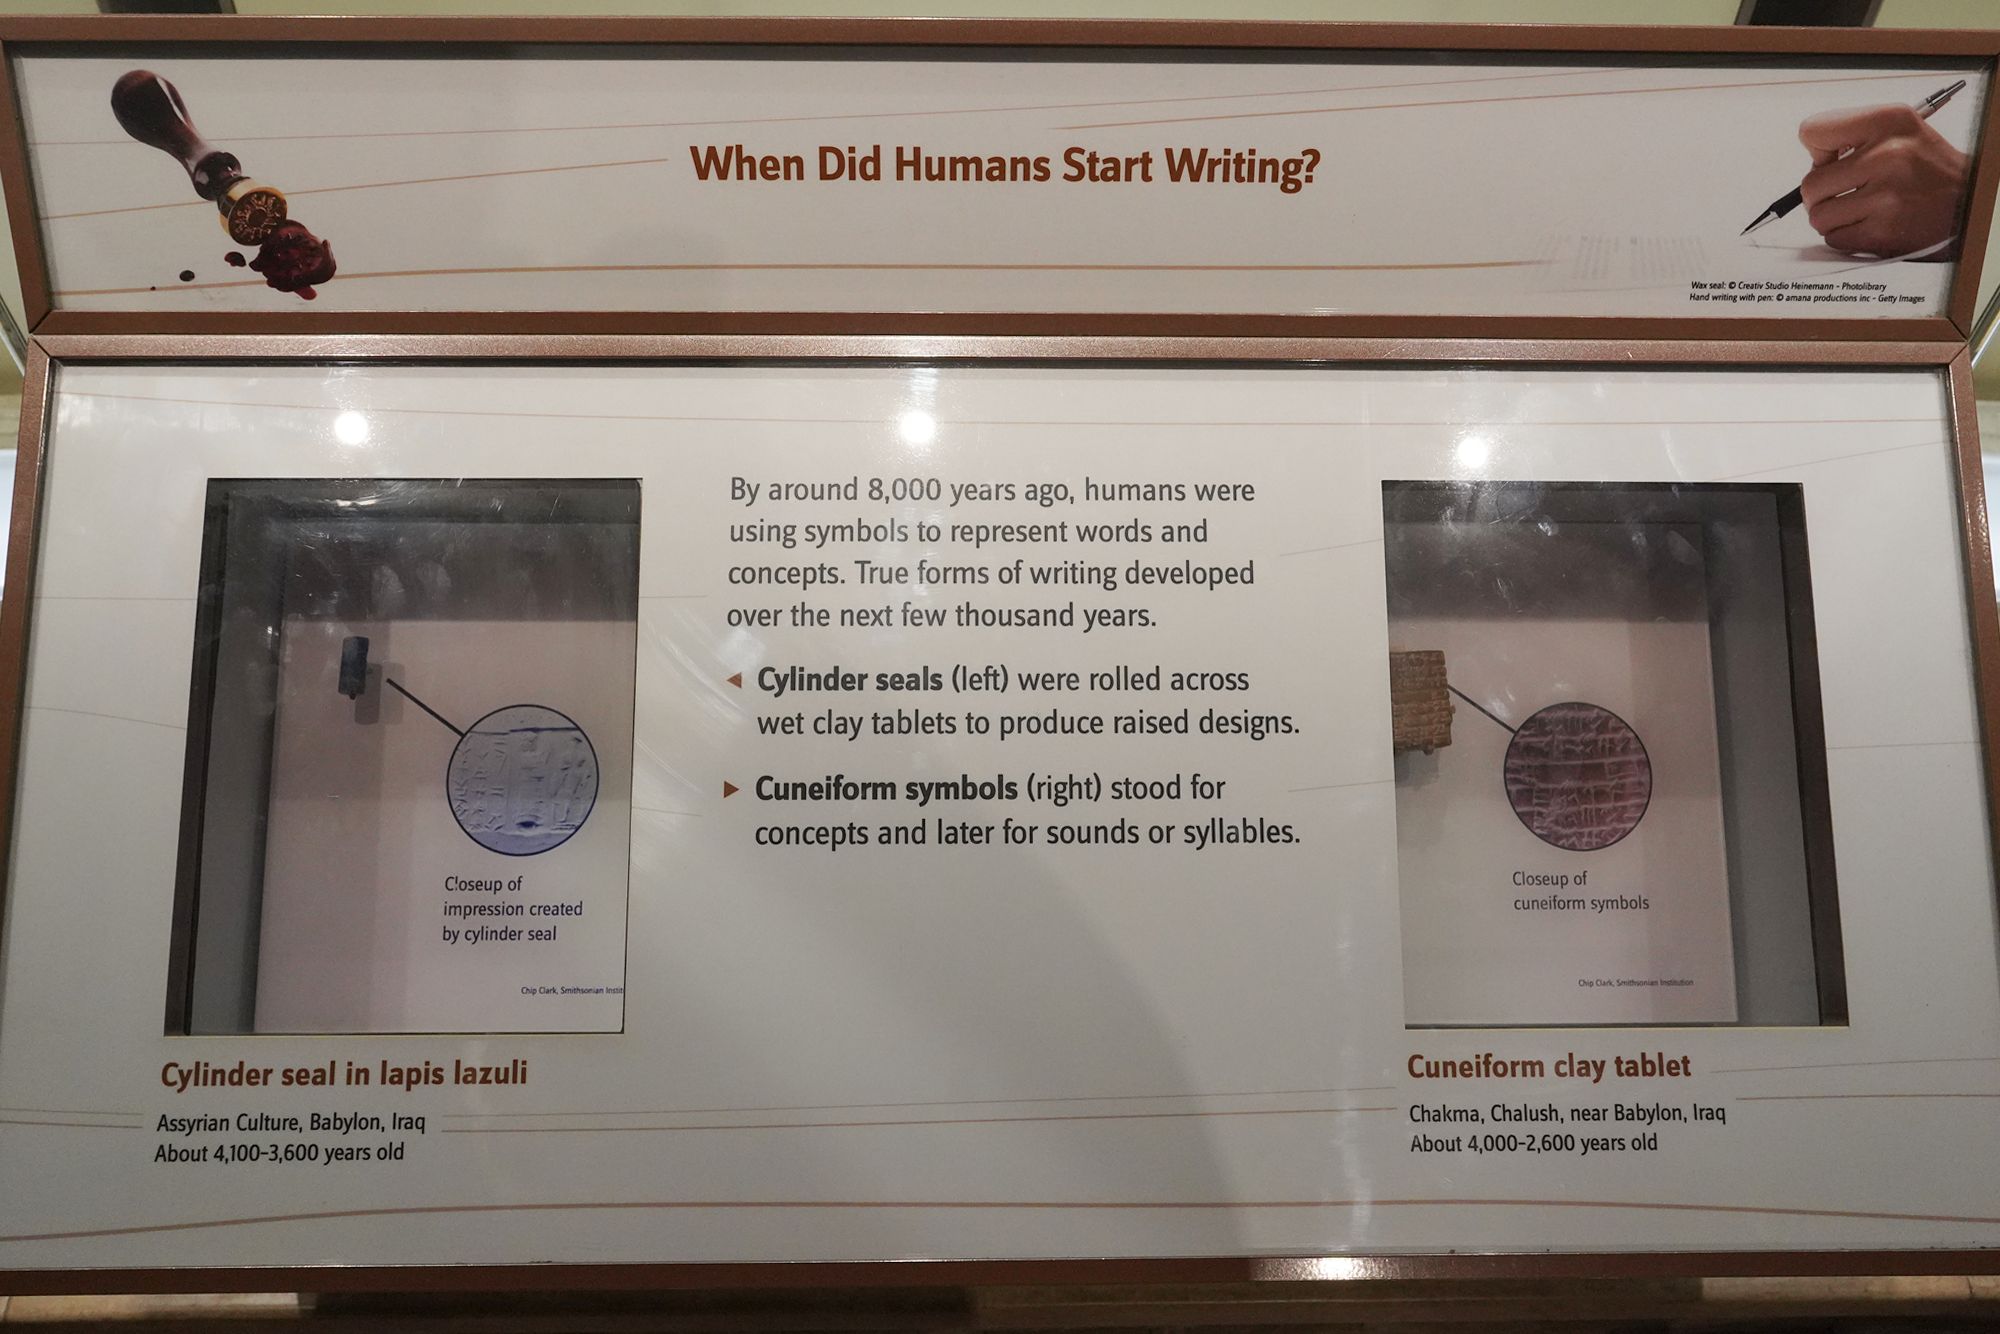 When Did Humans Start Writing?
Wax seal: © Creativ Studio Heinemann - Photolibrary
Hand writing with pen: © amana productions inc - Getty Images
By around 8,000 years ago, humans were
using symbols to represent words and
concepts. True forms of writing developed
over the next few thousand years.
◄ Cylinder seals (left) were rolled across
wet clay tablets to produce raised designs.
► Cuneiform symbols (right) stood for
concepts and later for sounds or syllables.
Closeup of
impression created
by cylinder seal
Chip Clark, Smithsonian Instit
Cylinder seal in lapis lazuli
Assyrian Culture, Babylon, Iraq
About 4,100–3,600 years old
Closeup of
cuneiform symbols
Chip Clark, Smithsonian Institution
Cuneiform clay tablet
Chakma, Chalush, near Babylon, Iraq
About 4,000–2,600 years old